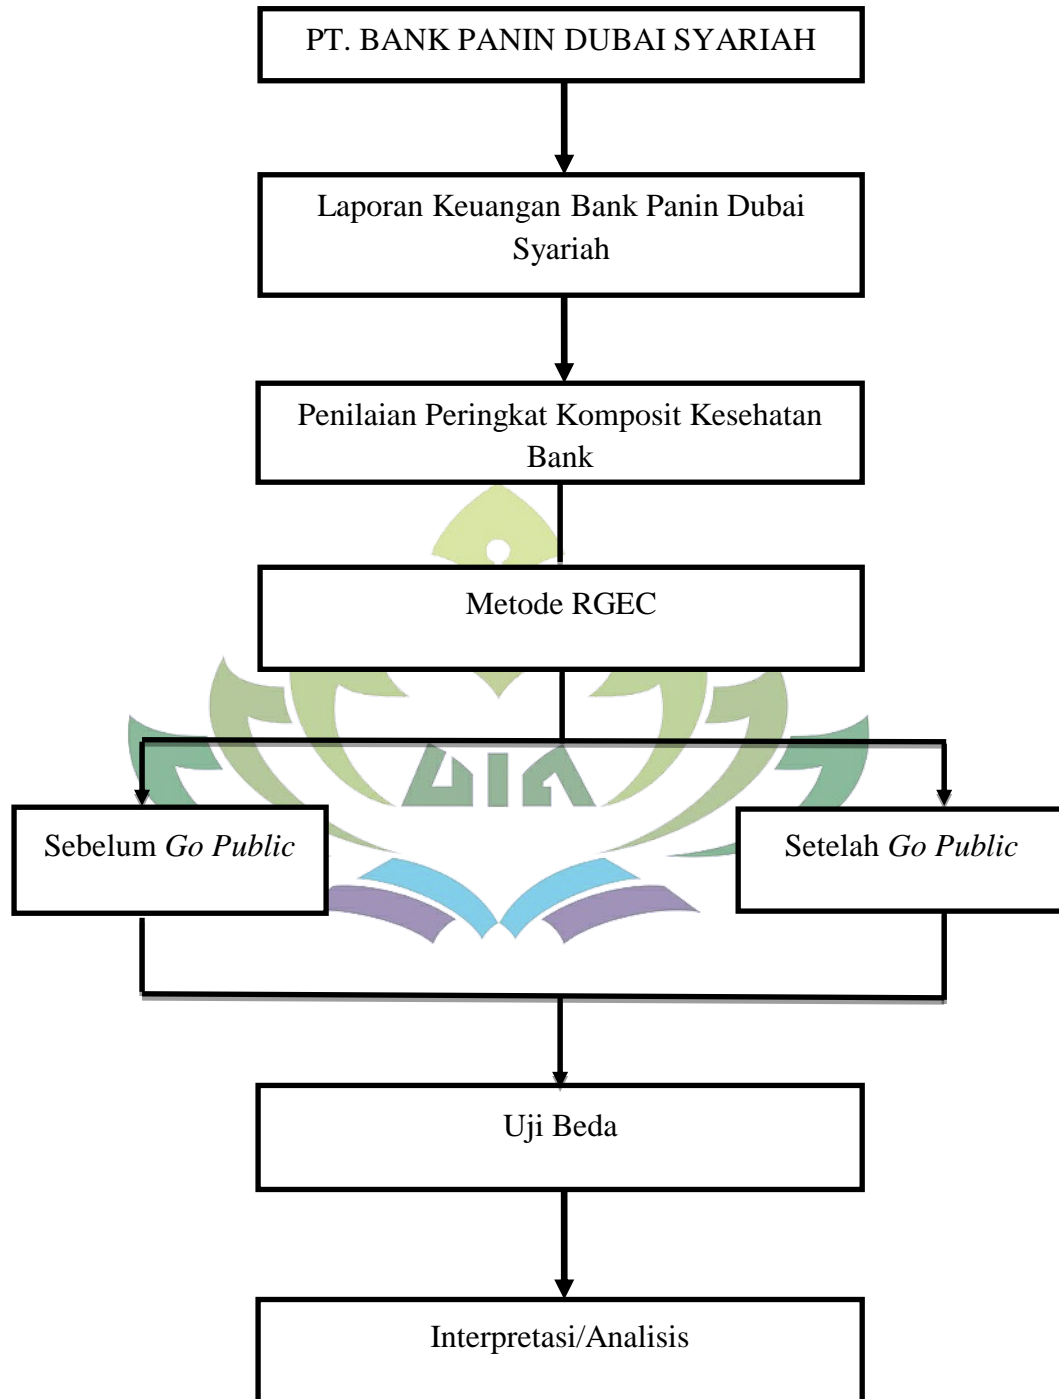 PT. BANK PANIN DUBAI SYARIAH
Laporan Keuangan Bank Panin Dubai
Syariah
Penilaian Peringkat Komposit Kesehatan
Bank
Metode RGEC
UIN
Sebelum Go Public
Setelah Go Public
Uji Beda
Interpretasi/Analisis